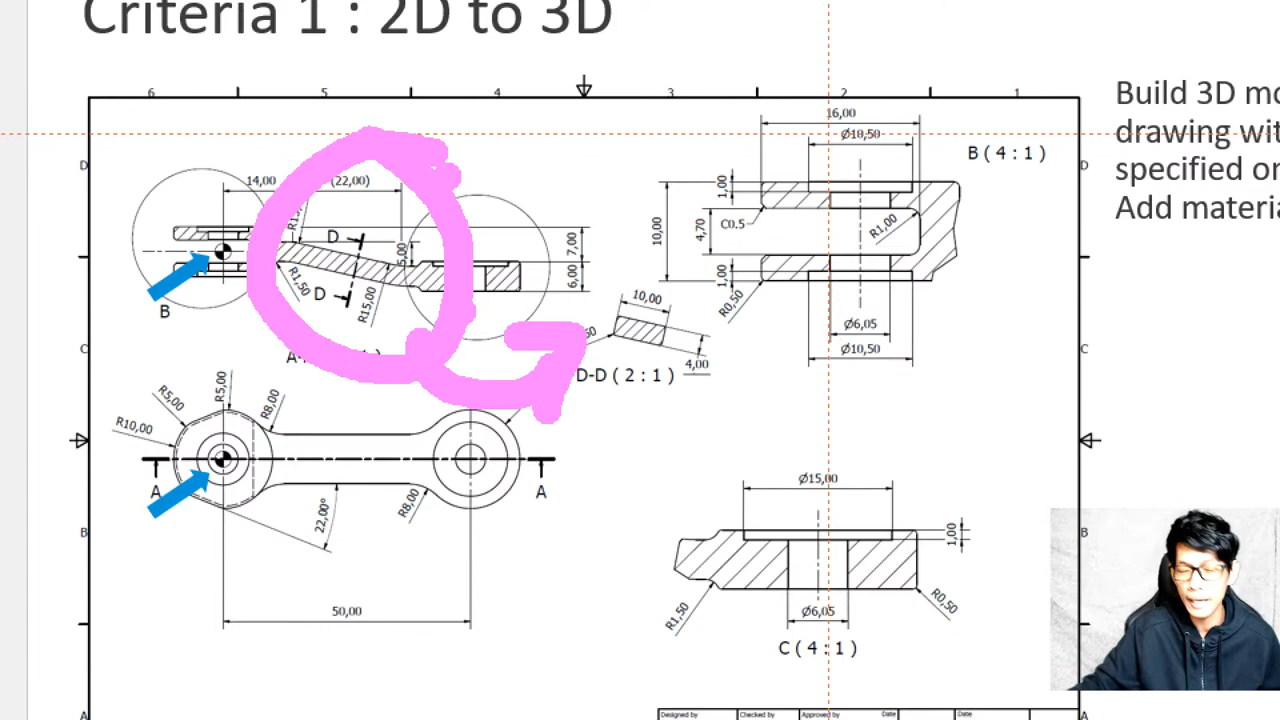 Criteria 1 : 2D to 3D
Build 3D
drawing
specified
Add
6
5
4
3
2
1
D
D
C
C
B
B
A
A
14,00
(22,00)
D
D
5,00
7,00
6,00
R1,50
R15,00
B
16,00
Ø10,50
B ( 4 : 1 )
1,00
10,00
4,70
C0.5
R1,00
1,00
R0,50
Ø6,05
Ø10,50
10,00
4,00
D-D ( 2 : 1 )
R5,00
R5,00
R8,00
R10,00
A
A
22,00°
R8,00
50,00
Ø15,00
1,00
R1,50
Ø6,05
R0,50
C ( 4 : 1 )
Designed by
Checked by
Approved by
Date
Date